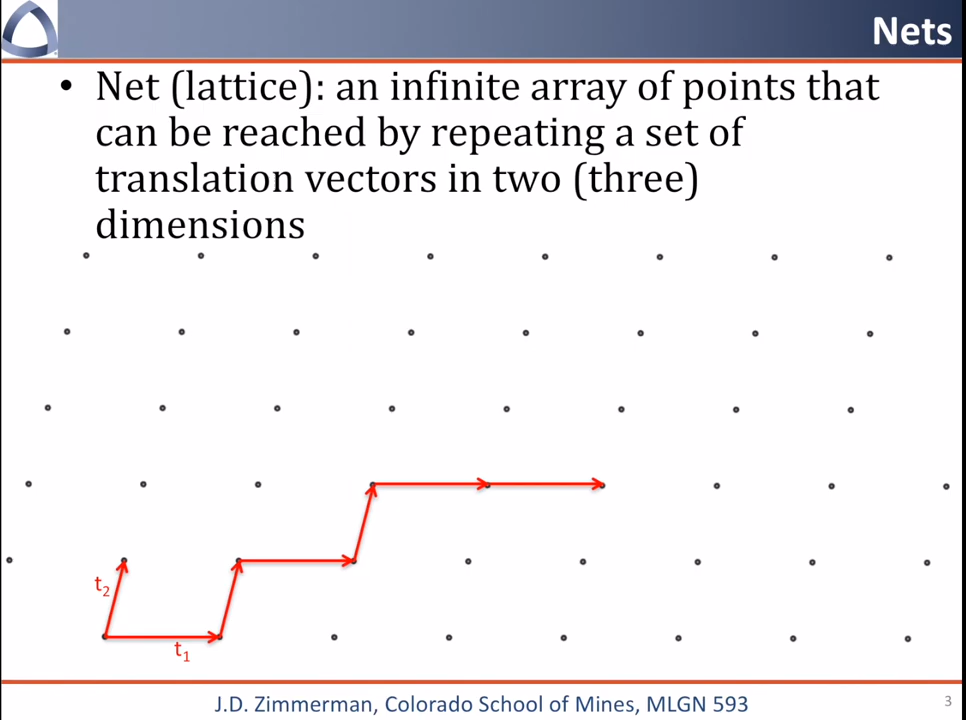 Nets
• Net (lattice): an infinite array of points that
can be reached by repeating a set of
translation vectors in two (three)
dimensions
t2
t1
J.D. Zimmerman, Colorado School of Mines, MLGN 593
3